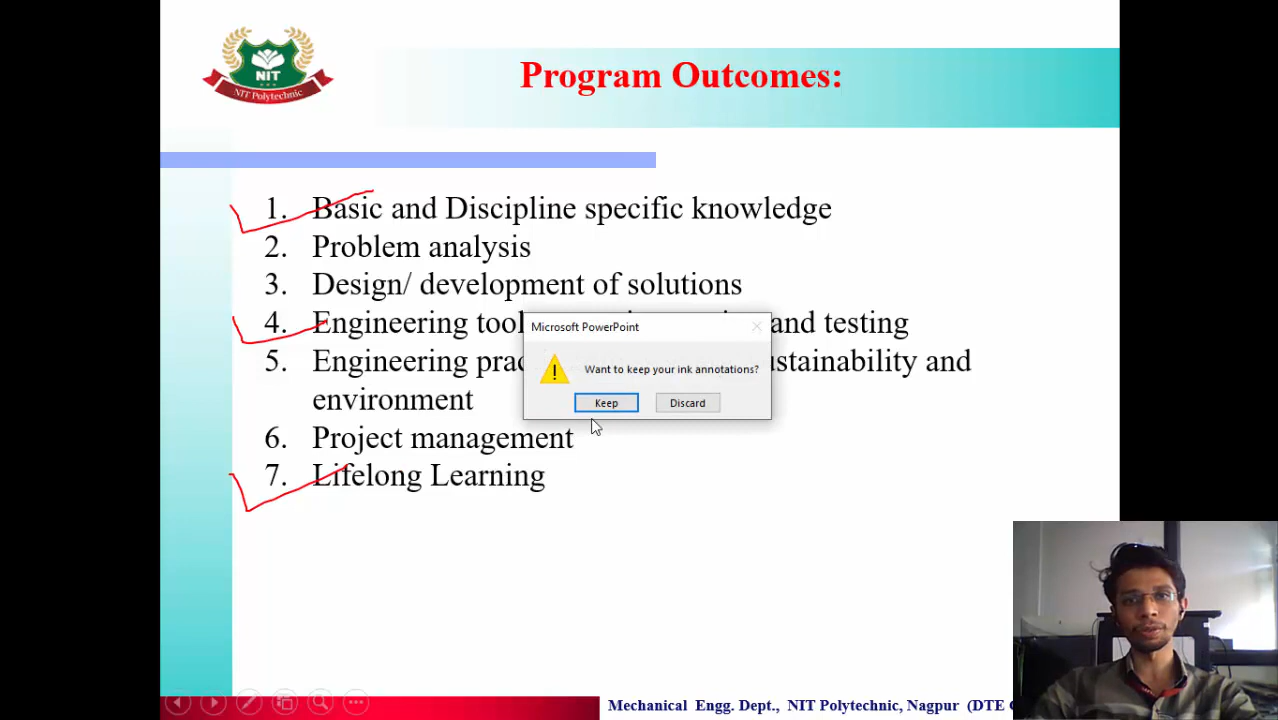 NIT
NIT Polytechnic
Program Outcomes:
1. Basic and Discipline specific knowledge
2. Problem analysis
3. Design/ development of solutions
4. Engineering tool and testing
5. Engineering prac ustainability and
environment
6. Project management
7. Lifelong Learning
Microsoft PowerPoint
Want to keep your ink annotations?
Keep
Discard
Mechanical Engg. Dept., NIT Polytechnic, Nagpur (DTE